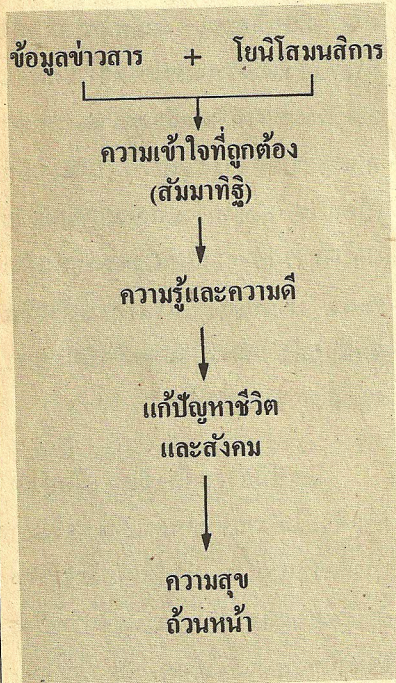 ข้อมูลข่าวสาร + โยนิโสมนสิการ
ความเข้าใจที่ถูกต้อง
(สัมมาทิฐิ)
ความรู้และความดี
แก้ปัญหาชีวิต
และสังคม
ความสุข
ถ้วนหน้า